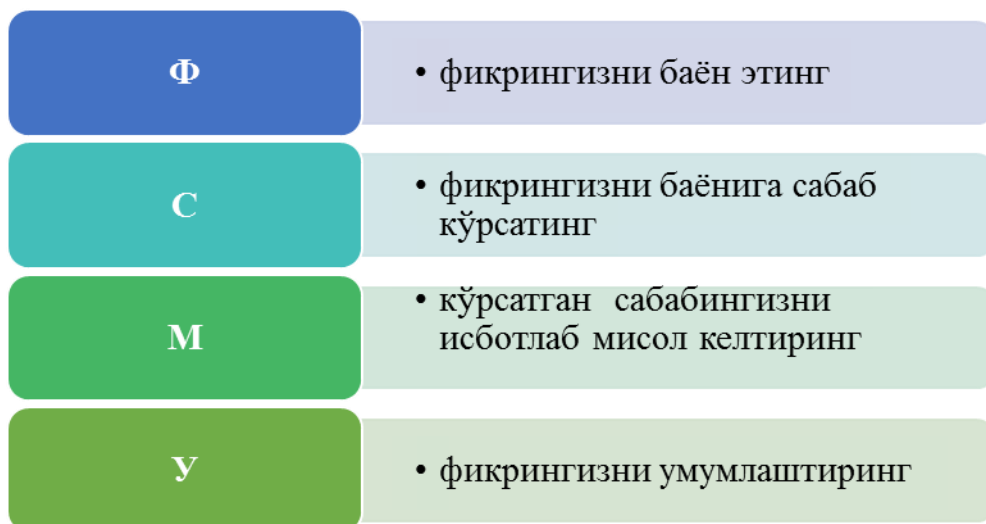 Ф
• фикрингизни баён этинг
С
• фикрингизни баёнига сабаб
кўрсатинг
М
• кўрсатган сабабингизни
исботлаб мисол келтиринг
У
• фикрингизни умумлаштиринг